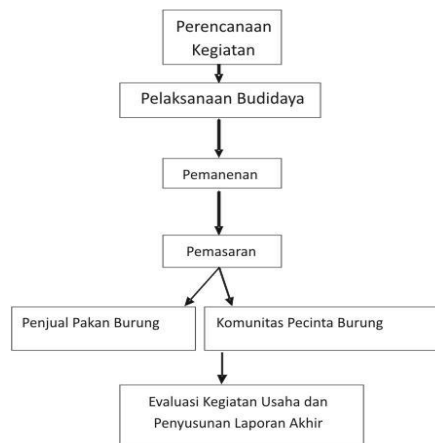 Perencanaan
Kegiatan
Pelaksanaan Budidaya
Pemanenan
Pemasaran
Penjual Pakan Burung
Komunitas Pecinta Burung
Evaluasi Kegiatan Usaha dan
Penyusunan Laporan Akhir